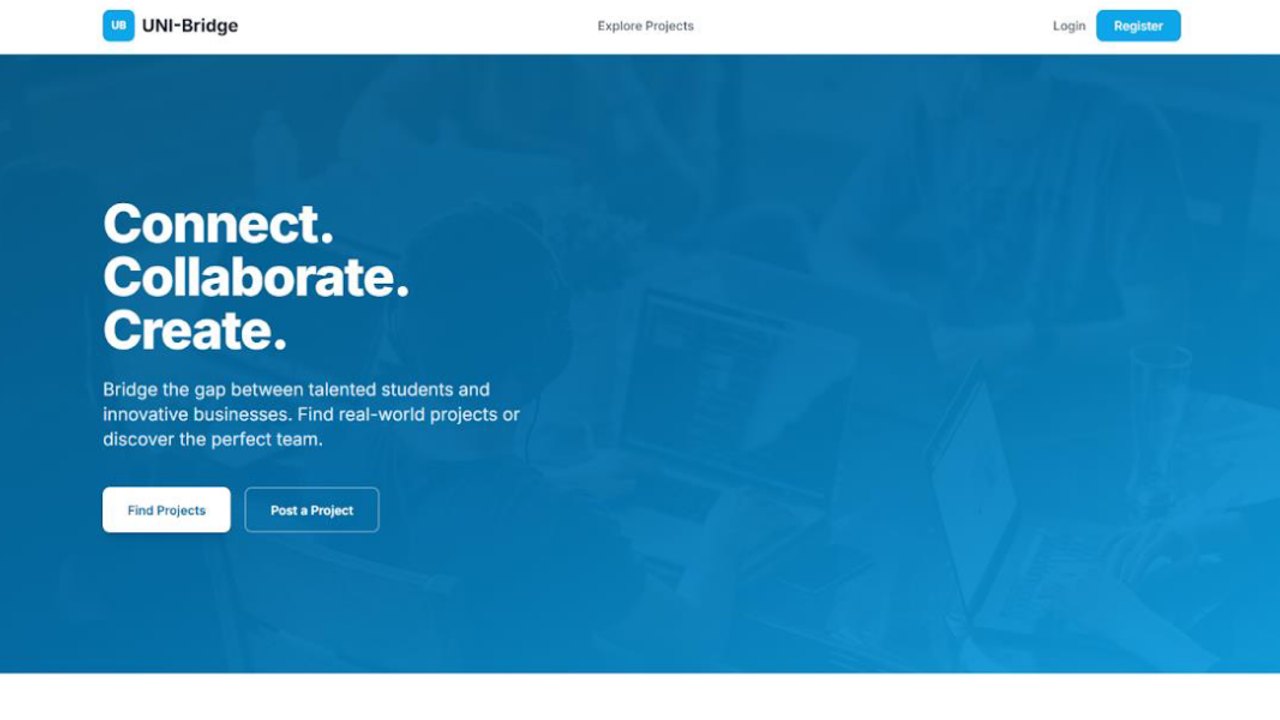 UB UNI-Bridge
Explore Projects
Login
Register
Connect.
Collaborate.
Create.
Bridge the gap between talented students and
innovative businesses. Find real-world projects or
discover the perfect team.
Find Projects
Post a Project